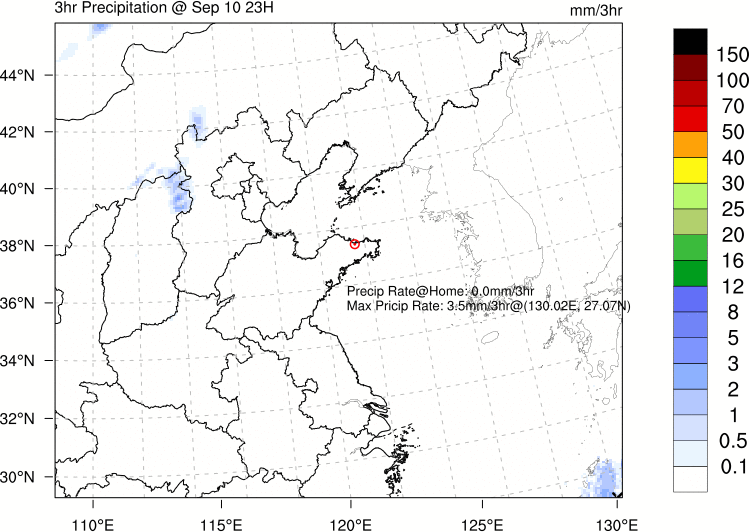 3hr Precipitation @ Sep 10 23H
mm/3hr
44°N
42°N
40°N
38°N
36°N
34°N
32°N
30°N
Precip Rate@Home: 0.0mm/3hr
Max Pricip Rate: 3.5mm/3hr@(130.02E, 27.07N)
110°E
115°E
120°E
125°E
130°E
150
100
70
50
40
30
25
20
16
12
8
5
3
2
1
0.5
0.1